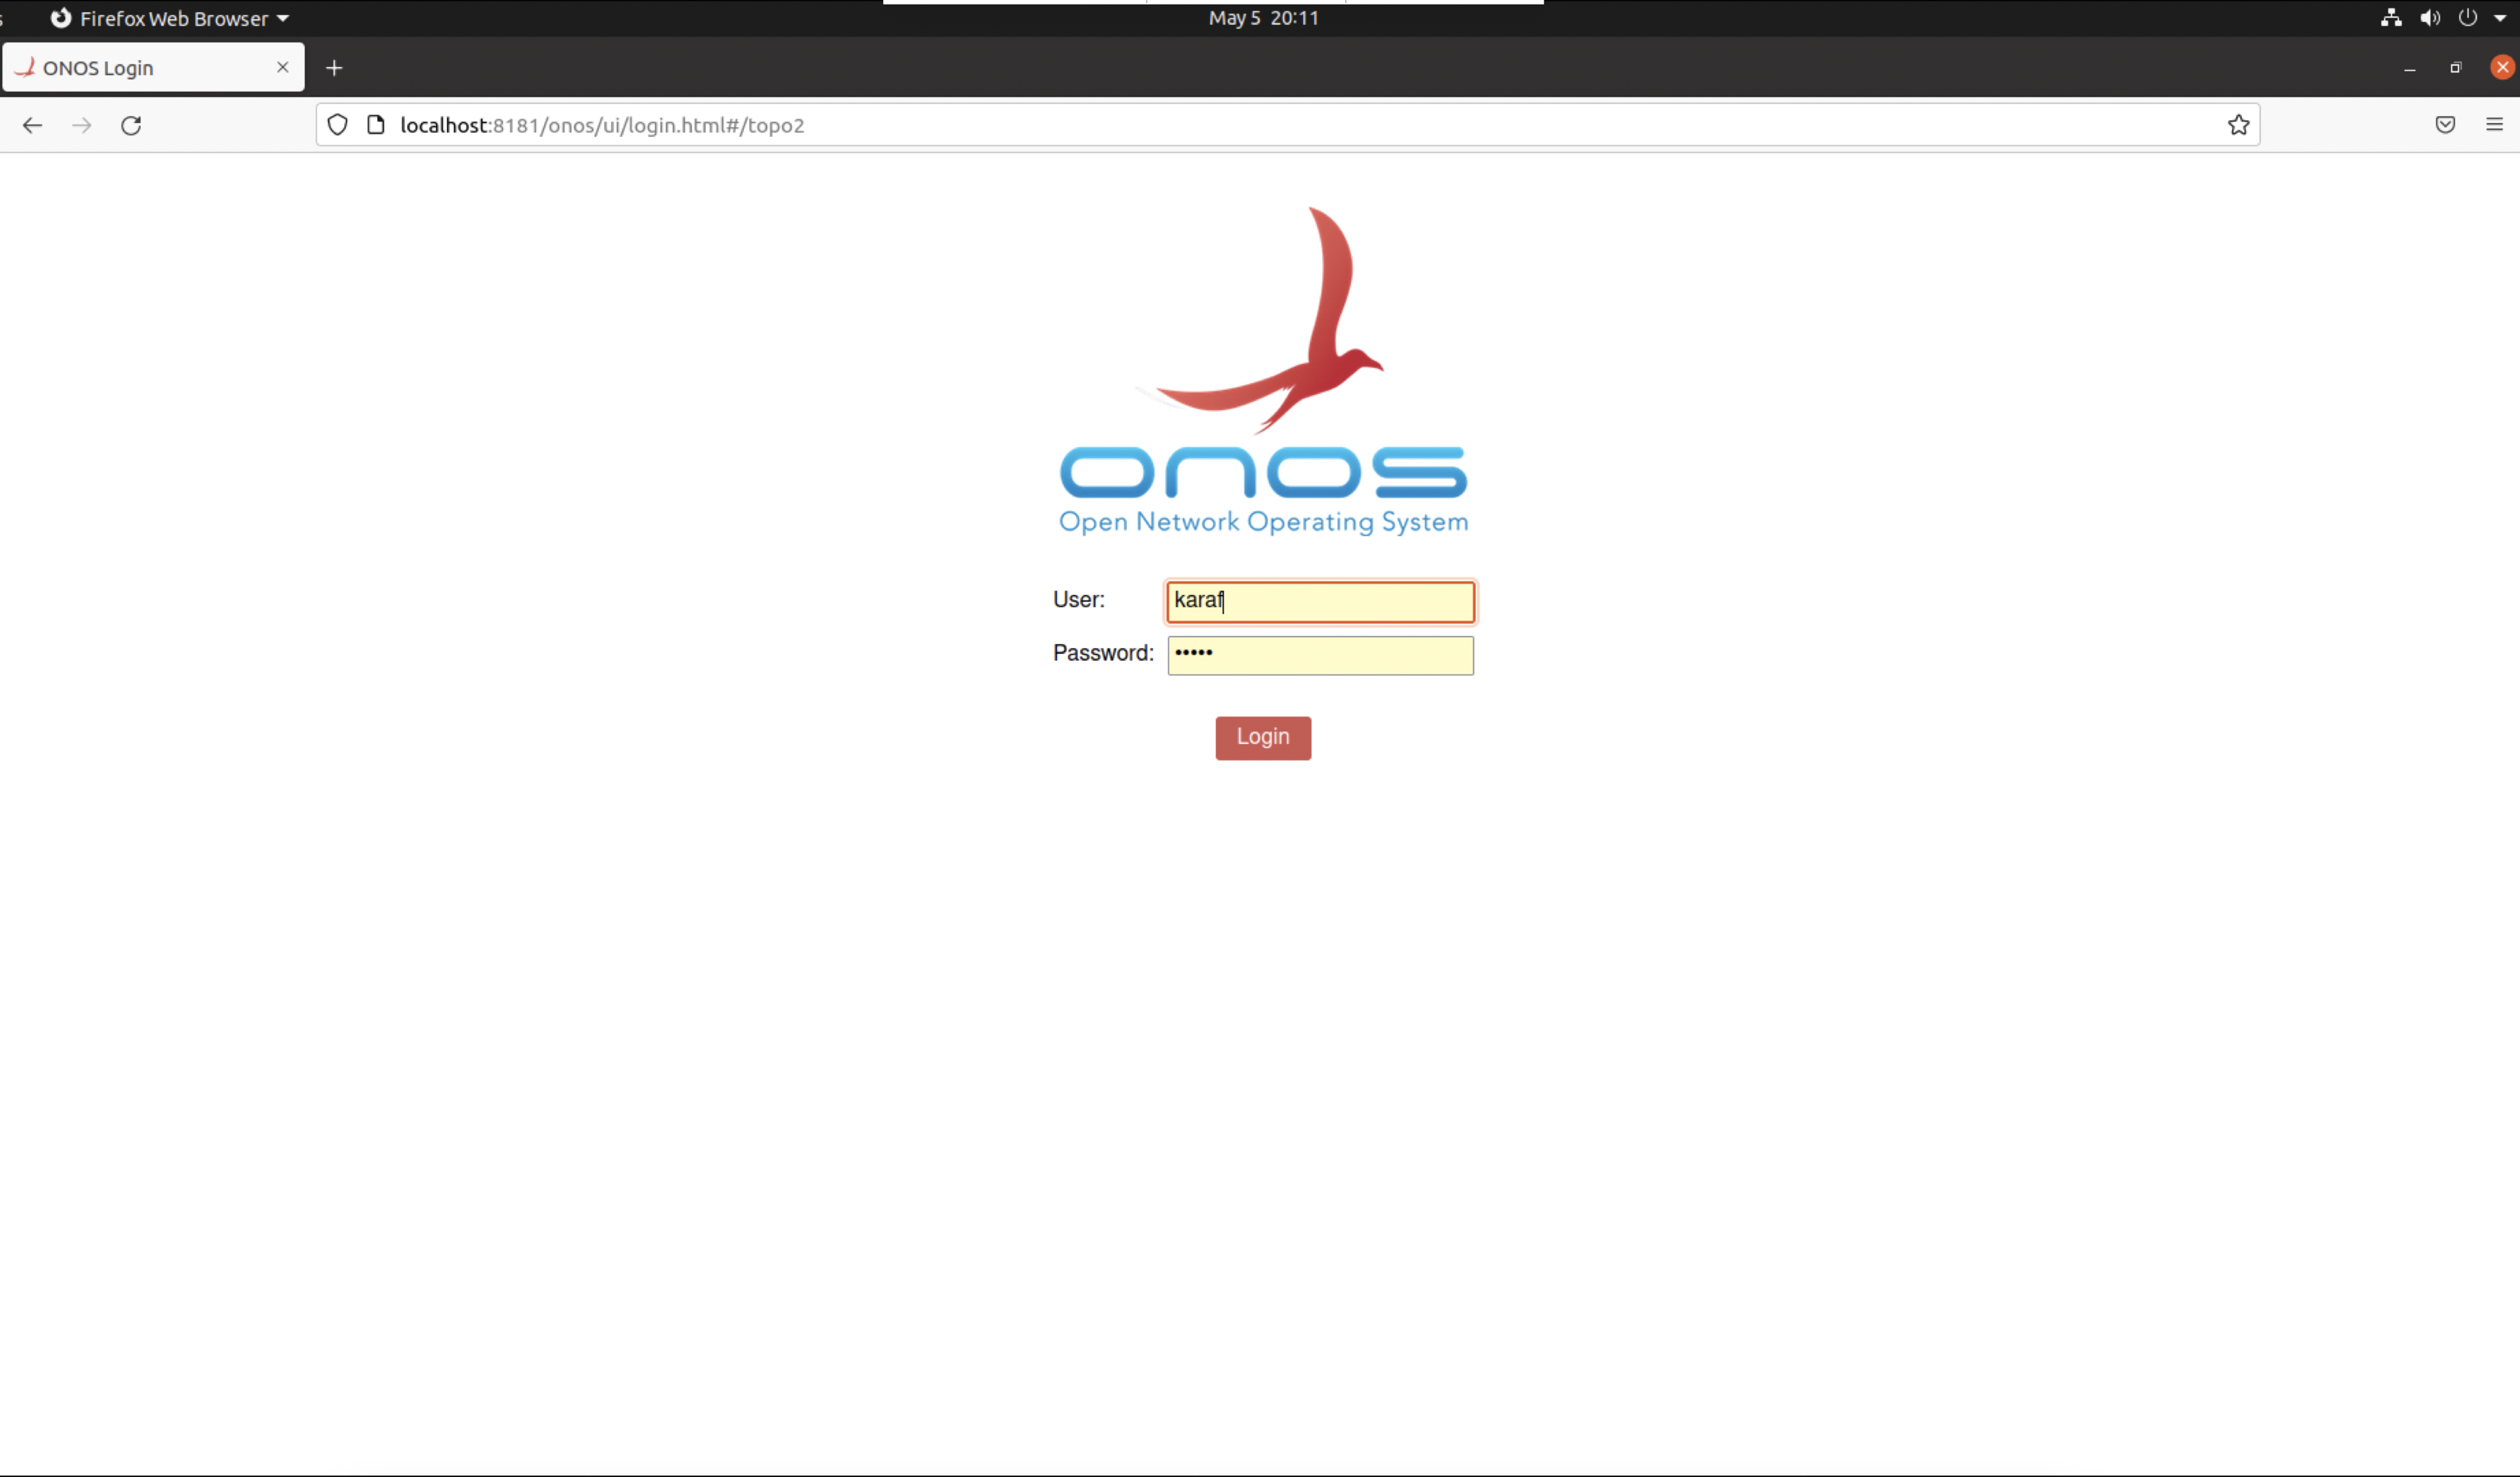 Firefox Web Browser
May 5 20:11
ONOS Login
localhost:8181/onos/ui/login.html#/topo2
onos
Open Network Operating System
User: karaf
Password: •••••
Login